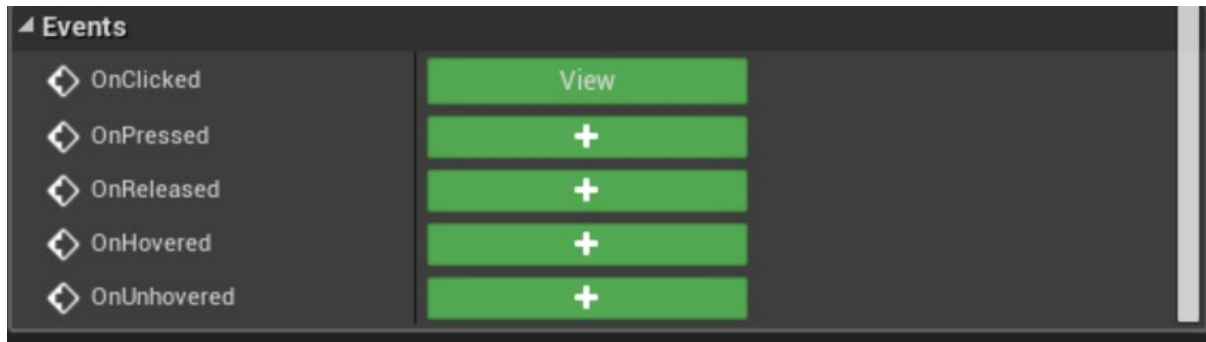 Events
OnClicked View
OnPressed
OnReleased
OnHovered
OnUnhovered